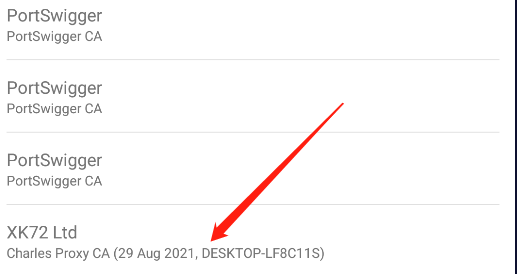 PortSwigger
PortSwigger CA
PortSwigger
PortSwigger CA
PortSwigger
PortSwigger CA
XK72 Ltd
Charles Proxy CA (29 Aug 2021, DESKTOP-LF8C11S)